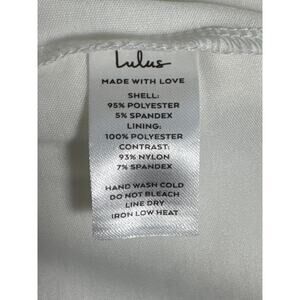 Lulus
MADE WITH LOVE
SHELL:
95% POLYESTER
5% SPANDEX
LINING:
100% POLYESTER
CONTRAST:
93% NYLON
7% SPANDEX
HAND WASH COLD
DO NOT BLEACH
LINE DRY
IRON LOW HEAT